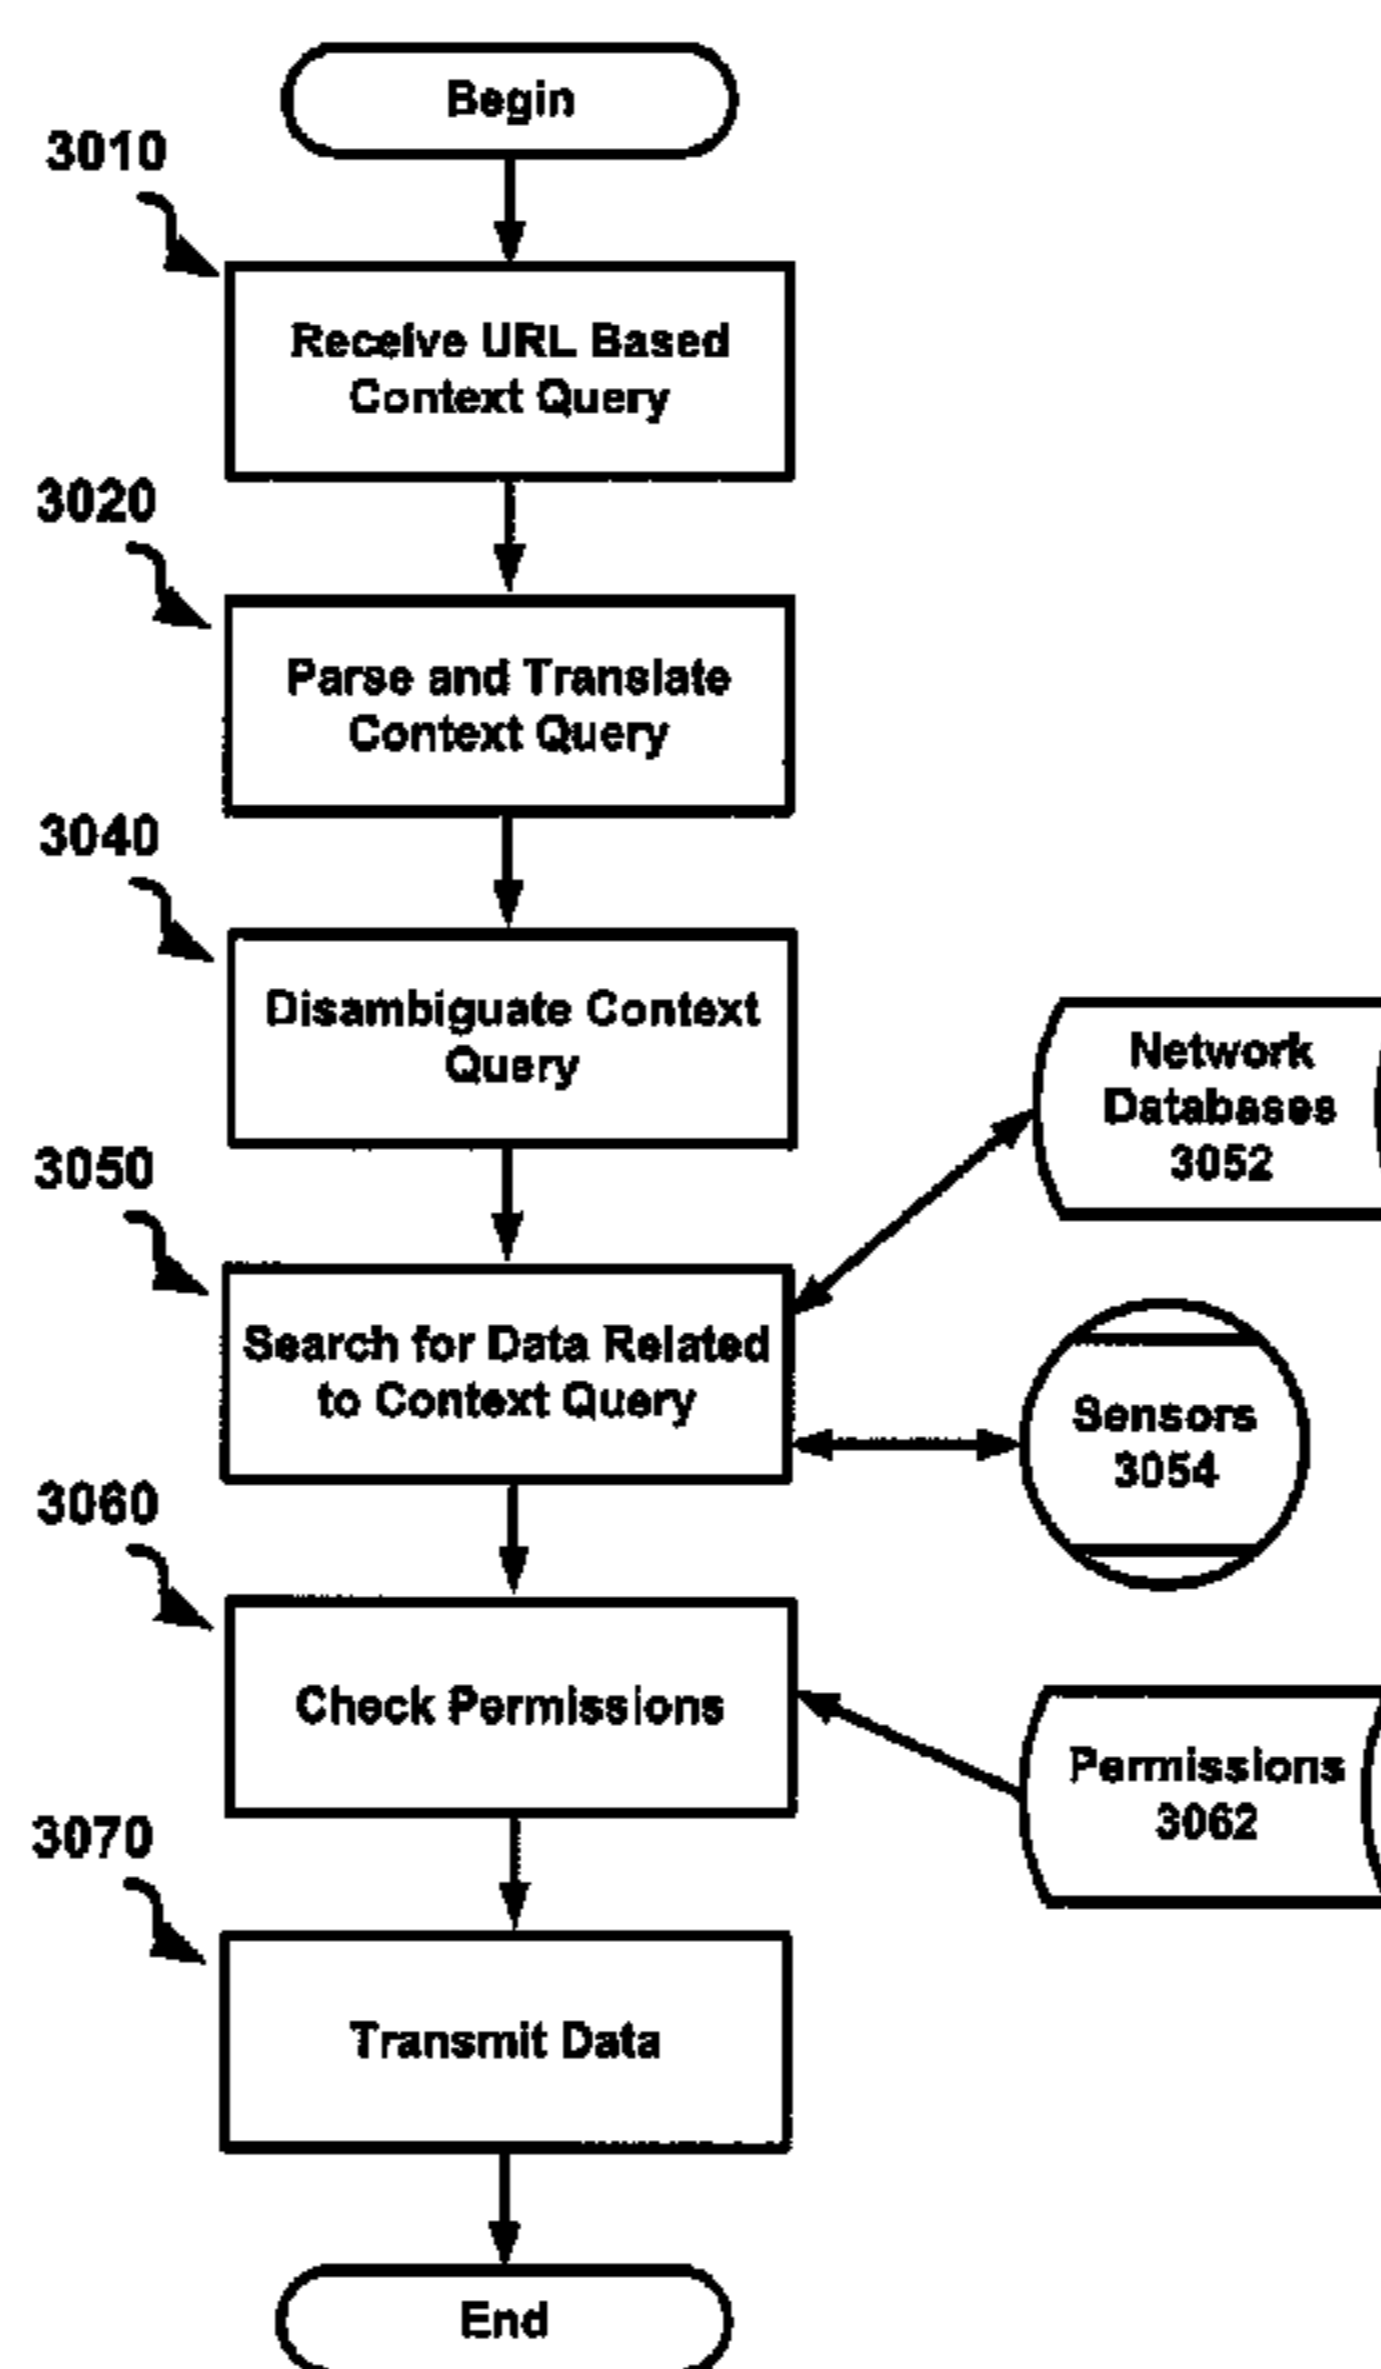 Begin
3010
Receive URL Based
Context Query
3020
Parse and Translate
Context Query
3040
Disambiguate Context
Query
Network
Databases
3052
3050
Search for Data Related
to Context Query
Sensors
3054
3060
Check Permissions
Permissions
3062
3070
Transmit Data
End